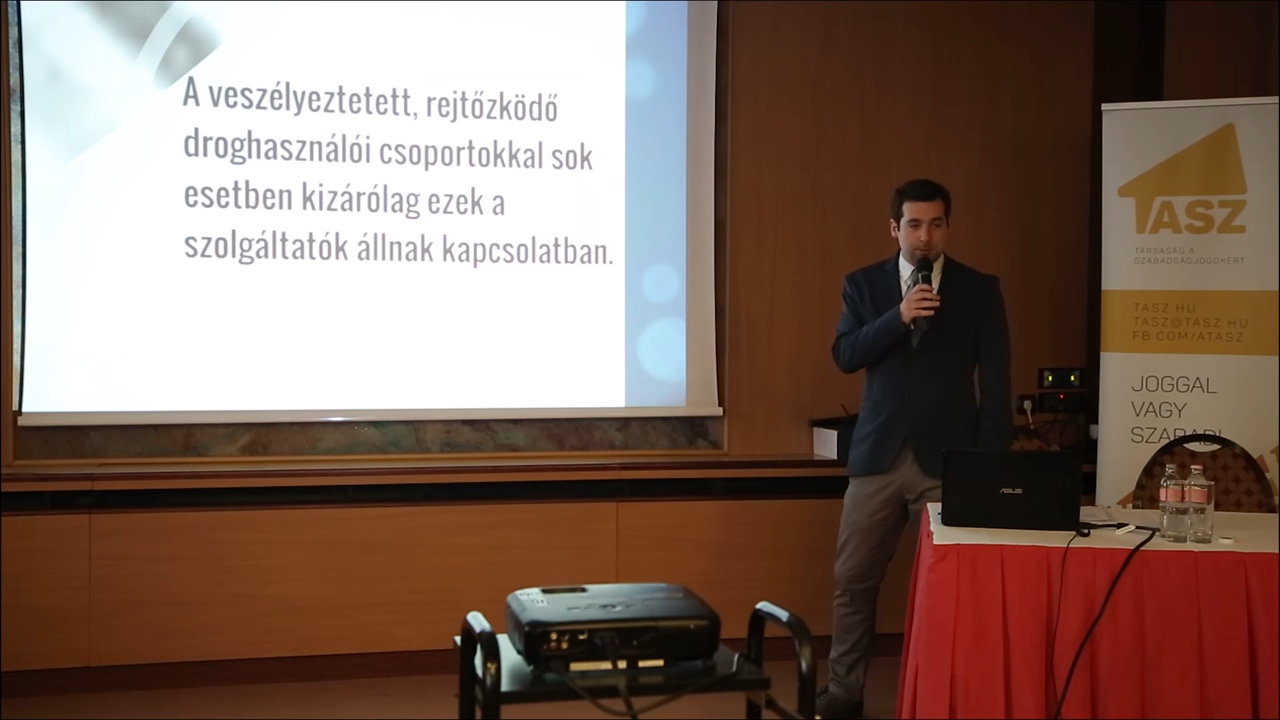 A veszélyeztetett, rejtőzködő
droghasználói csoportokkal sok
esetben kizárólag ezek a
szolgáltatók állnak kapcsolatban.
TASZ
TÁRSASÁG A
SZABADSÁGJOGOKÉRT
TASZ.HU
TASZ@TASZ.HU
FB.COM/ATASZ
JOGGAL
VAGY
SZABAD!
ASUS